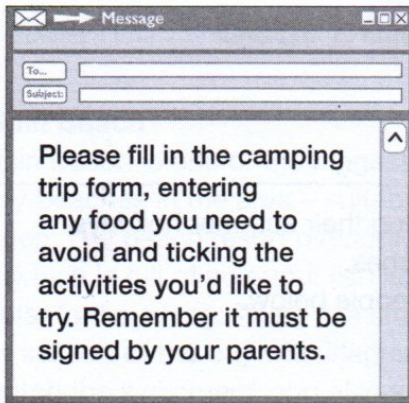 Message
To...
Subject:
Please fill in the camping
trip form, entering
any food you need to
avoid and ticking the
activities you'd like to
try. Remember it must be
signed by your parents.